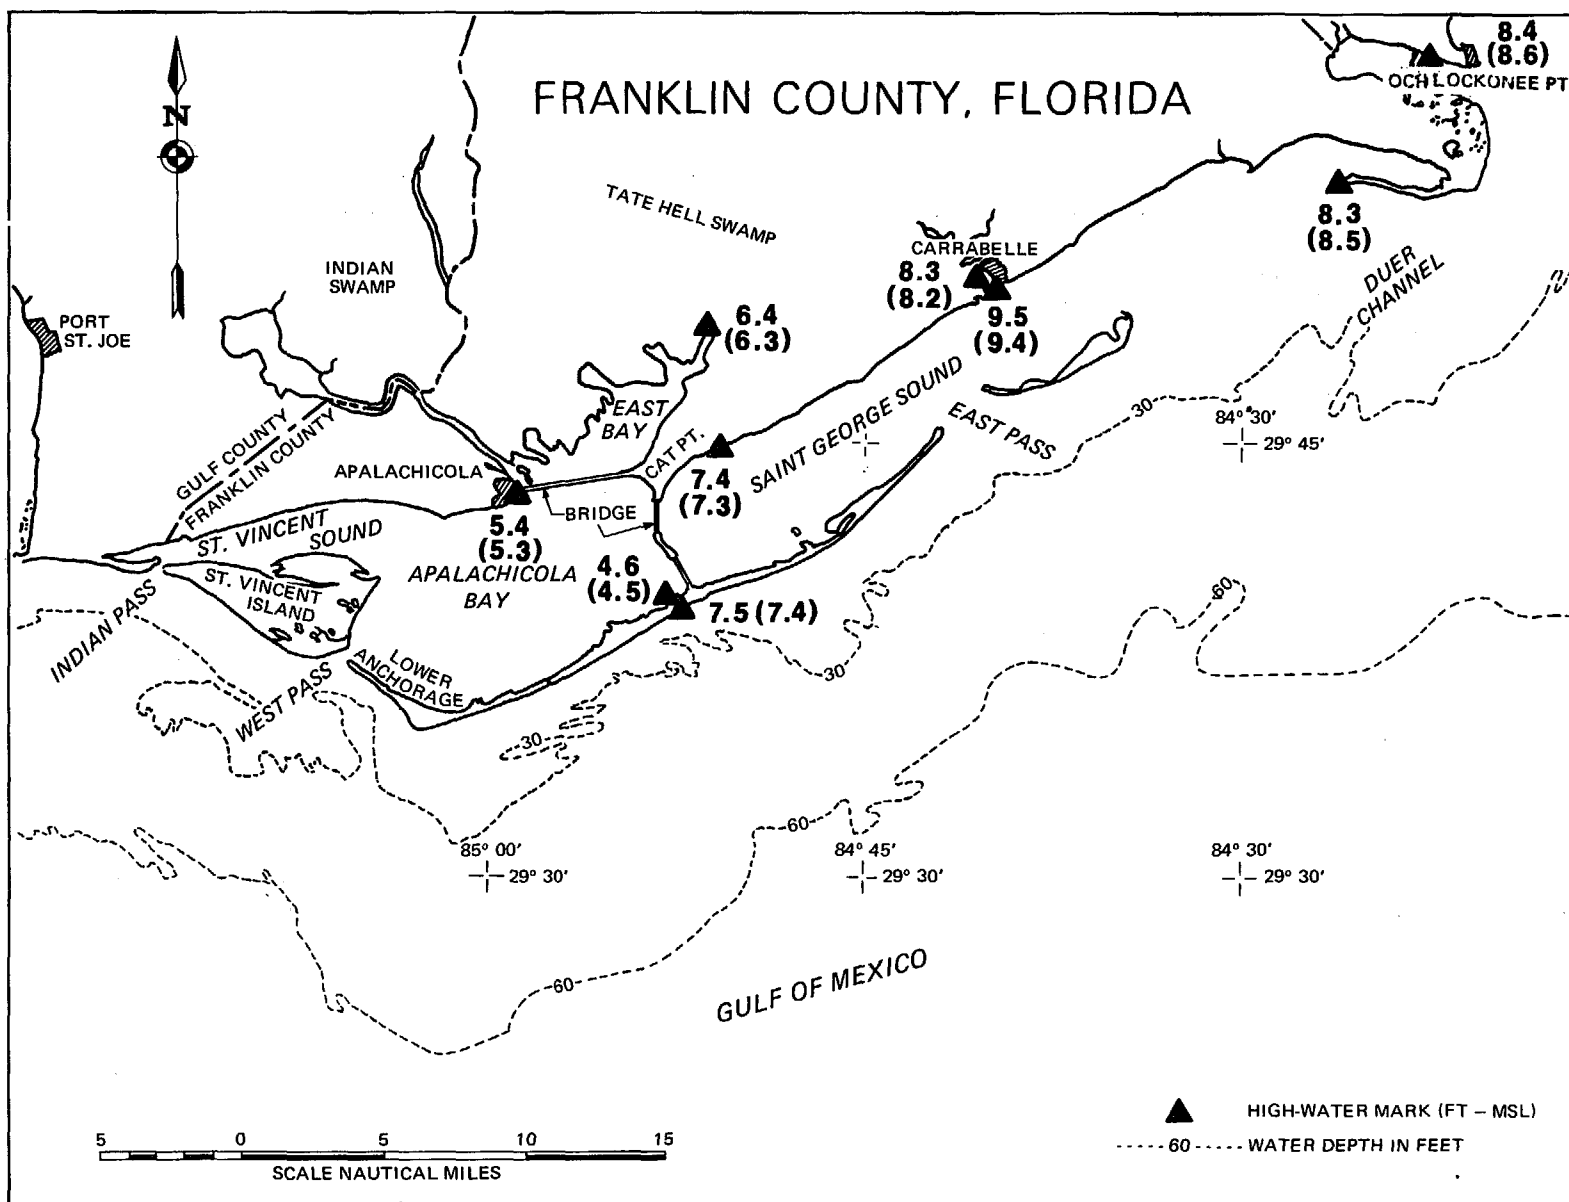 8.4
(8.6)
OCHLOCKONEE PT
FRANKLIN COUNTY, FLORIDA
N
TATE HELL SWAMP
CARRABELLE
8.3
(8.2)
8.3
(8.5)
DUER
CHANNEL
INDIAN
SWAMP
PORT
ST. JOE
6.4
(6.3)
9.5
(9.4)
EAST
BAY
SAINT GEORGE SOUND
EAST PASS
30
84° 30'
29° 45'
GULF COUNTY
FRANKLIN COUNTY
APALACHICOLA
CAT PT.
7.4
(7.3)
BRIDGE
5.4
(5.3)
ST. VINCENT
SOUND
APALACHICOLA
BAY
4.6
(4.5)
7.5 (7.4)
ST. VINCENT
ISLAND
INDIAN PASS
WEST PASS
LOWER
ANCHORAGE
60
30
30
60
85° 00'
29° 30'
84° 45'
29° 30'
84° 30'
29° 30'
60
GULF OF MEXICO
HIGH-WATER MARK (FT – MSL)
60 WATER DEPTH IN FEET
5 0 5 10 15
SCALE NAUTICAL MILES